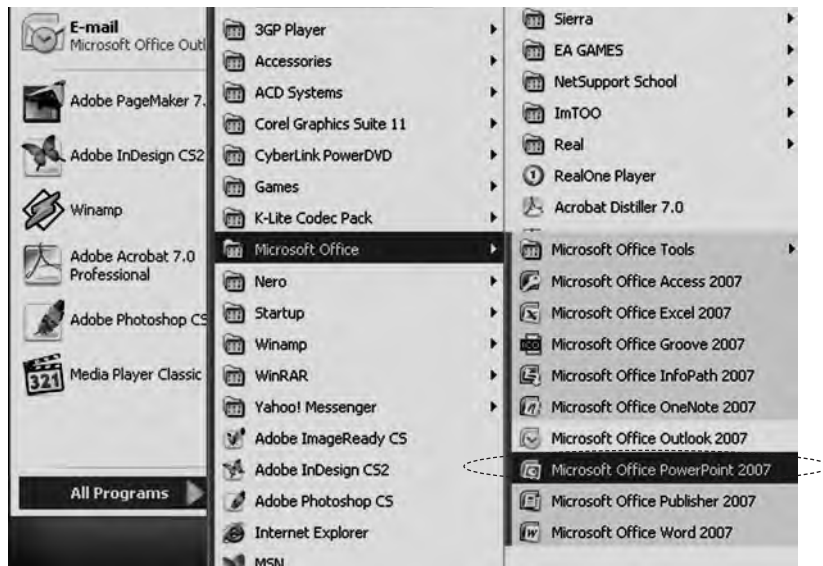 E-mail
Microsoft Office Outl
Adobe PageMaker 7.
Adobe InDesign CS2
Winamp
Adobe Acrobat 7.0
Professional
Adobe Photoshop CS
321
Media Player Classic
All Programs
3GP Player
Accessories
ACD Systems
Corel Graphics Suite 11
CyberLink PowerDVD
Games
K-Lite Codec Pack
Microsoft Office
Nero
Startup
Winamp
WinRAR
Yahoo! Messenger
Adobe ImageReady CS
Adobe InDesign CS2
Adobe Photoshop CS
Internet Explorer
MSN
Sierra
EA GAMES
NetSupport School
ImTOO
Real
RealOne Player
Acrobat Distiller 7.0
Microsoft Office Tools
Microsoft Office Access 2007
Microsoft Office Excel 2007
Microsoft Office Groove 2007
Microsoft Office InfoPath 2007
Microsoft Office OneNote 2007
Microsoft Office Outlook 2007
Microsoft Office PowerPoint 2007
Microsoft Office Publisher 2007
Microsoft Office Word 2007